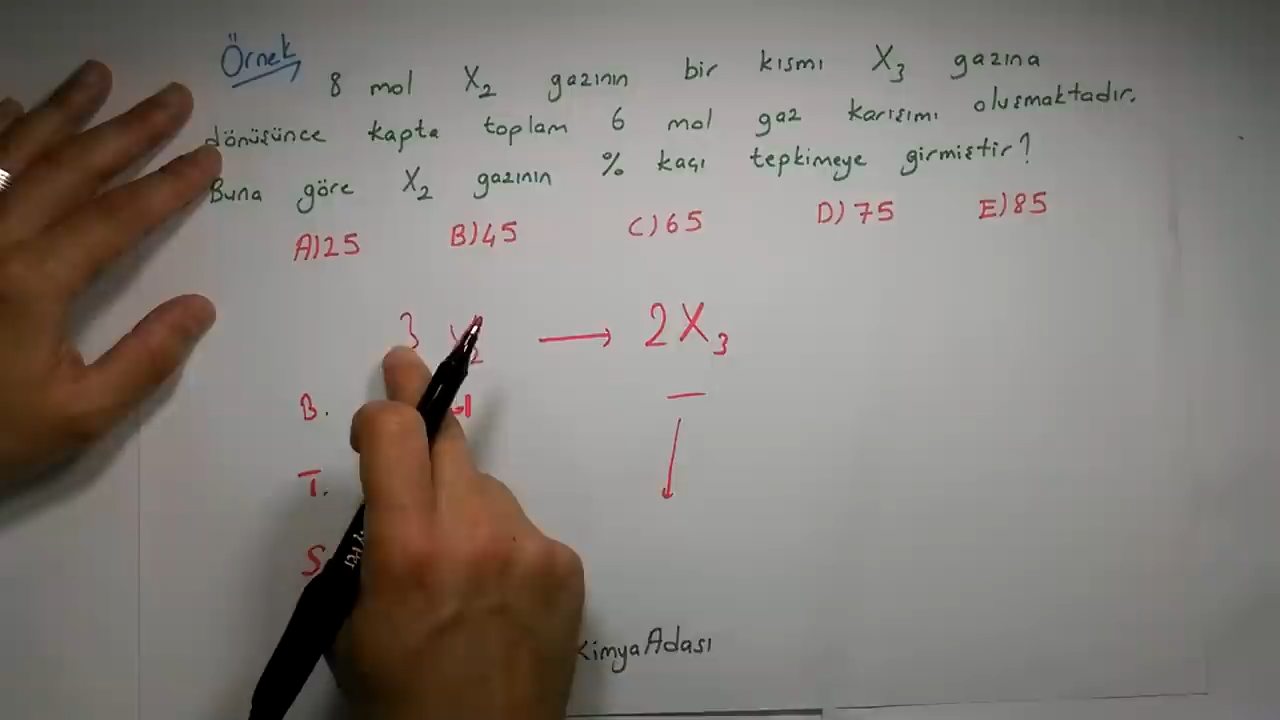 Örnek
8 mol X₂ gazının bir kısmı X₃ gazına
dönüşünce kapta toplam 6 mol gaz karışımı oluşmaktadır.
Buna göre X₂ gazının % kaçı tepkimeye girmiştir?
A) 25 B) 45 C) 65 D) 75 E) 85
3 X₂ → 2X₃
B. —
T.
S
KimyaAdası